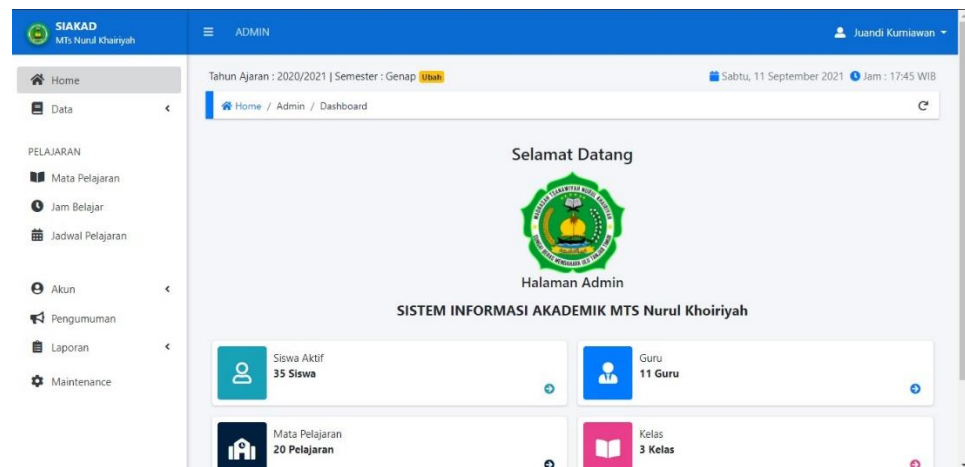 SIAKAD
MTs Nurul Khairiyah
ADMIN
Juandi Kurniawan
Home
Data
PELAJARAN
Mata Pelajaran
Jam Belajar
Jadwal Pelajaran
Akun
Pengumuman
Laporan
Maintenance
Tahun Ajaran : 2020/2021 | Semester : Genap Ubah
Sabtu, 11 September 2021 Jam : 17:45 WIB
Home / Admin / Dashboard
Selamat Datang
Halaman Admin
SISTEM INFORMASI AKADEMIK MTS Nurul Khoiriyah
Siswa Aktif
35 Siswa
Guru
11 Guru
Mata Pelajaran
20 Pelajaran
Kelas
3 Kelas